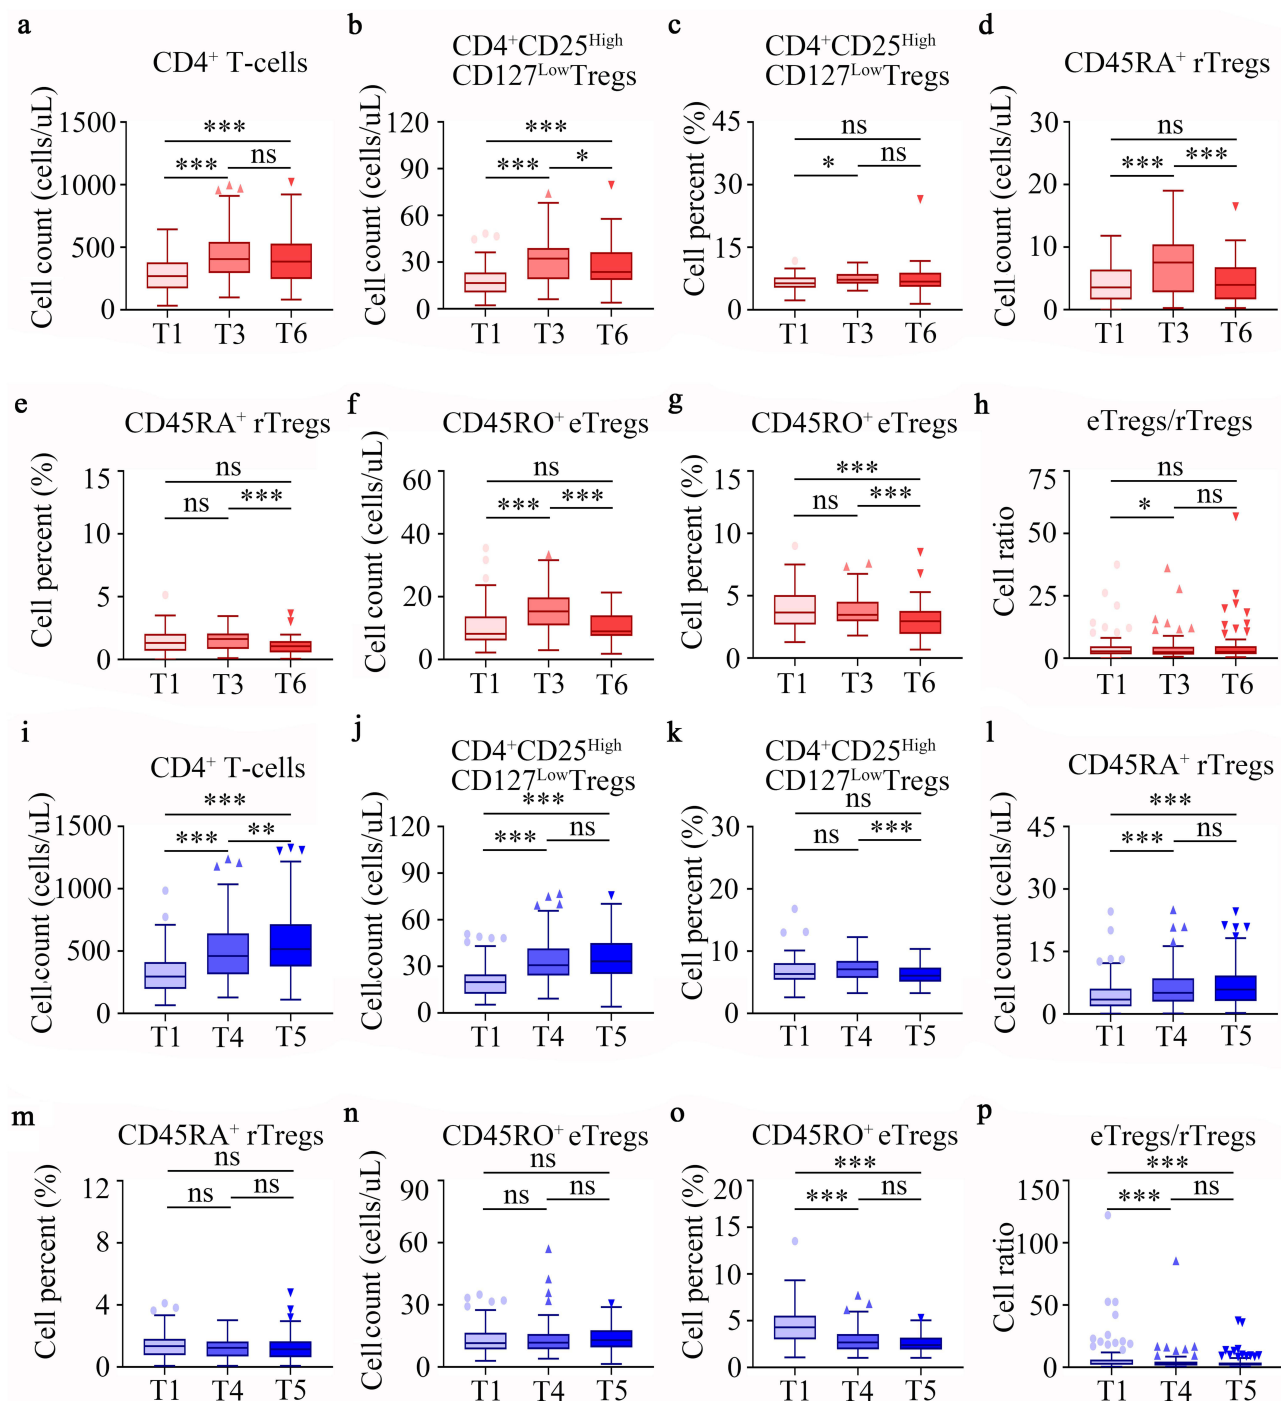 a
CD4⁺ T-cells
Cell count (cells/uL)
1500
1000
500
0
***
***
ns
T1 T3 T6
b
CD4⁺CD25ᴴⁱᵍʰ
CD127ᴸᵒʷTregs
Cell count (cells/uL)
120
90
60
30
0
***
***
*
T1 T3 T6
c
CD4⁺CD25ᴴⁱᵍʰ
CD127ᴸᵒʷTregs
Cell percent (%)
45
30
15
0
ns
*
ns
T1 T3 T6
d
CD45RA⁺ rTregs
Cell count (cells/uL)
30
20
10
0
ns
***
***
T1 T3 T6
e
CD45RA⁺ rTregs
Cell percent (%)
15
10
5
0
ns
ns
***
T1 T3 T6
f
CD45RO⁺ eTregs
Cell count (cells/uL)
60
40
20
0
ns
***
***
T1 T3 T6
g
CD45RO⁺ eTregs
Cell percent (%)
15
10
5
0
***
ns
***
T1 T3 T6
h
eTregs/rTregs
Cell ratio
75
50
25
0
ns
*
ns
T1 T3 T6
i
CD4⁺ T-cells
Cell count (cells/uL)
1500
1000
500
0
***
***
**
T1 T4 T5
j
CD4⁺CD25ᴴⁱᵍʰ
CD127ᴸᵒʷTregs
Cell count (cells/uL)
120
90
60
30
0
***
***
ns
T1 T4 T5
k
CD4⁺CD25ᴴⁱᵍʰ
CD127ᴸᵒʷTregs
Cell percent (%)
30
20
10
0
ns
ns
***
T1 T4 T5
l
CD45RA⁺ rTregs
Cell count (cells/uL)
45
30
15
0
***
***
ns
T1 T4 T5
m
CD45RA⁺ rTregs
Cell percent (%)
12
8
4
0
ns
ns
ns
T1 T4 T5
n
CD45RO⁺ eTregs
Cell count (cells/uL)
90
60
30
0
ns
ns
ns
T1 T4 T5
o
CD45RO⁺ eTregs
Cell percent (%)
20
15
10
5
0
***
***
ns
T1 T4 T5
p
eTregs/rTregs
Cell ratio
150
100
50
0
***
***
ns
T1 T4 T5